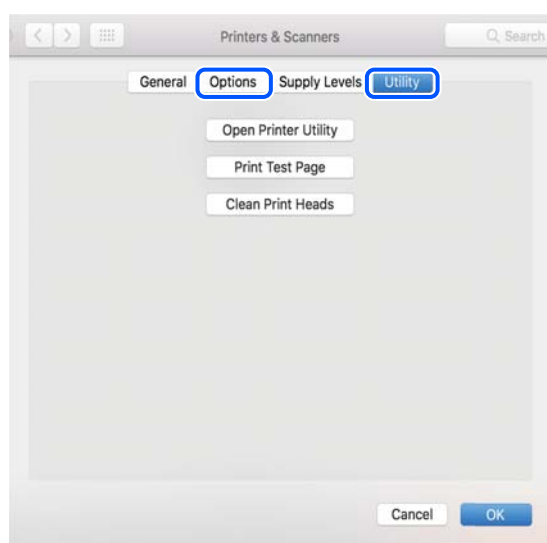 Printers & Scanners Search
General Options Supply Levels Utility
Open Printer Utility
Print Test Page
Clean Print Heads
Cancel OK